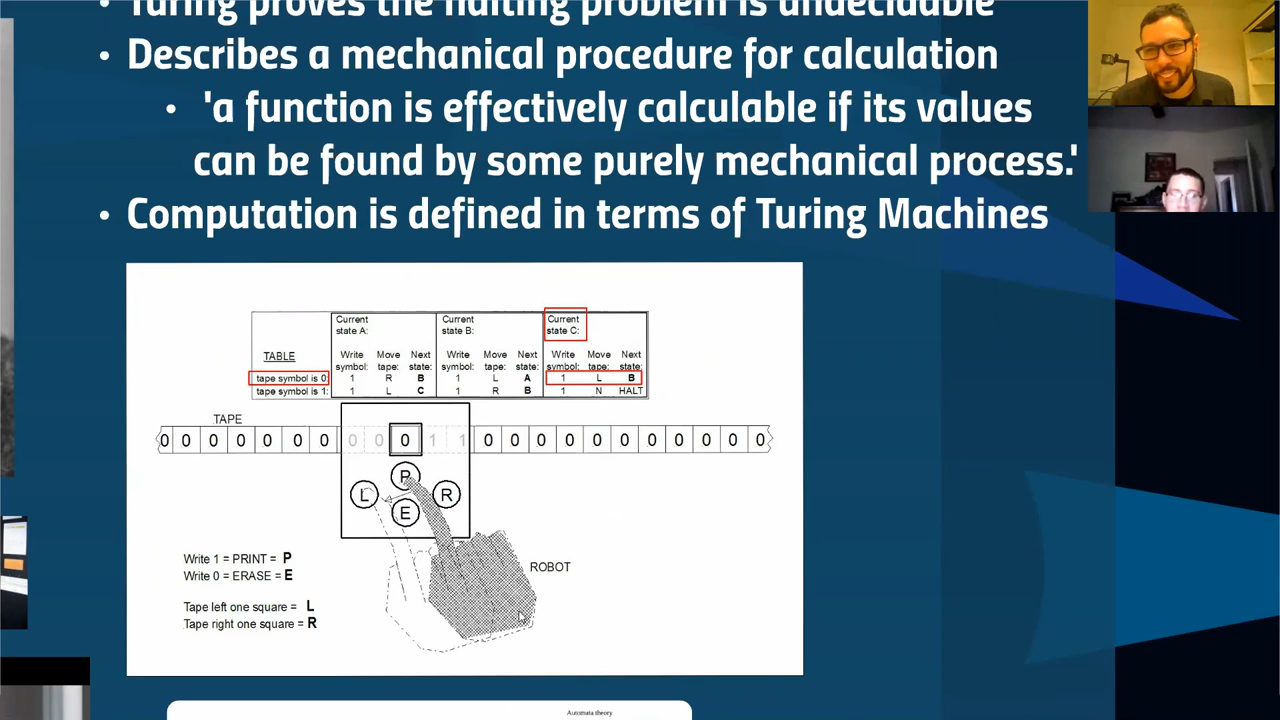 • Turing proves the halting problem is undecidable
• Describes a mechanical procedure for calculation
• 'a function is effectively calculable if its values
can be found by some purely mechanical process.'
• Computation is defined in terms of Turing Machines
Current state A: Current state B: Current state C:
TABLE Write symbol: Move tape: Next state: Write symbol: Move tape: Next state: Write symbol: Move tape: Next state:
tape symbol is 0: 1 R B 1 L A 1 L B
tape symbol is 1: 1 L C 1 R B 1 N HALT
TAPE
0 0 0 0 0 0 0 0 0 0 1 1 0 0 0 0 0 0 0 0 0 0 0
P
L R
E
Write 1 = PRINT = P
Write 0 = ERASE = E
ROBOT
Tape left one square = L
Tape right one square = R
Automata theory